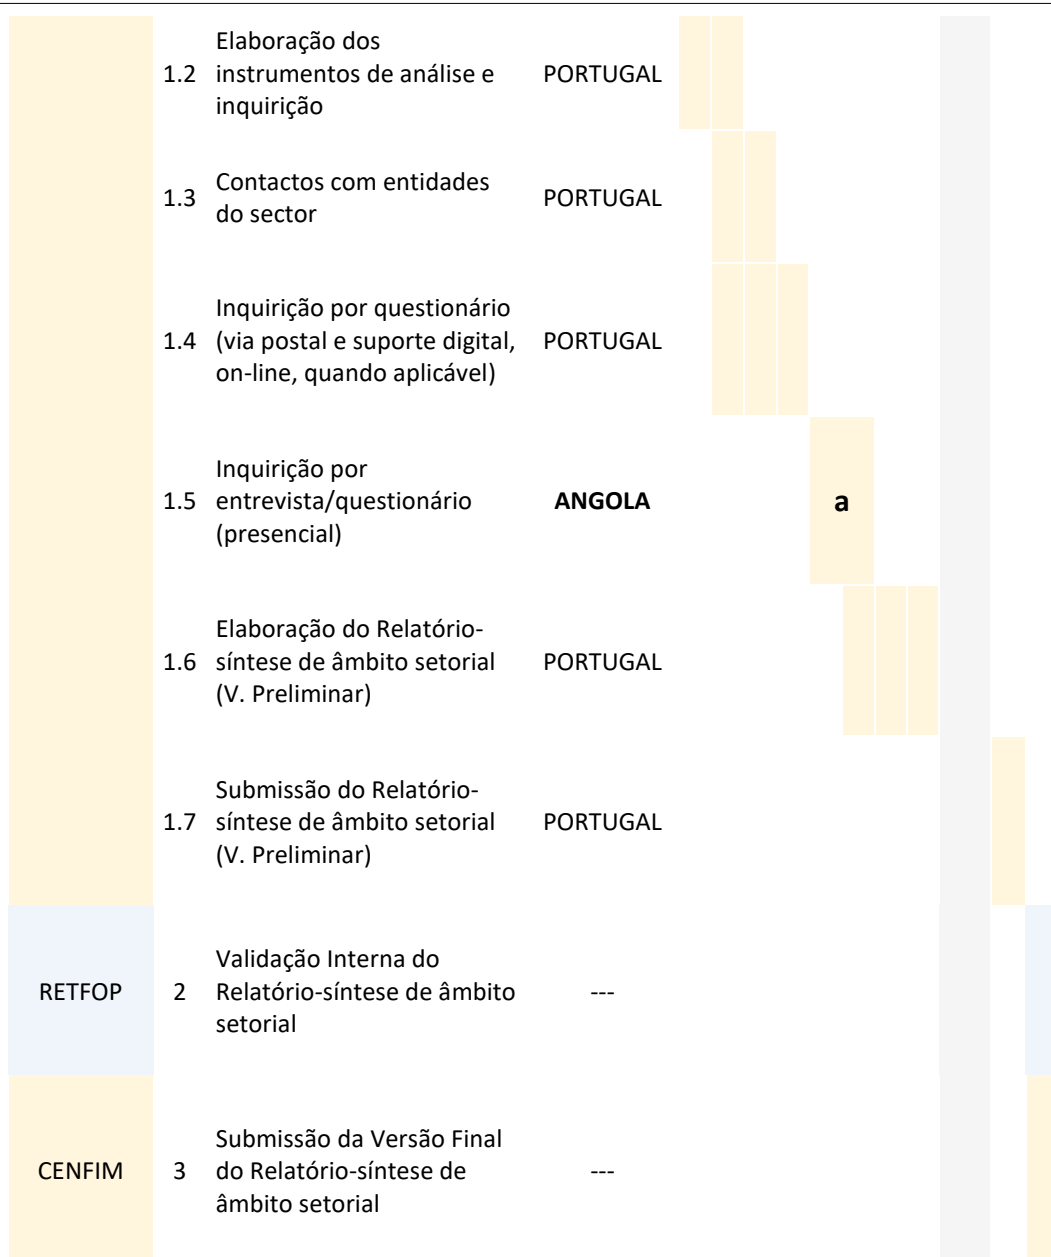 Elaboração dos
1.2 instrumentos de análise e PORTUGAL
inquirição
Contactos com entidades
1.3 do sector PORTUGAL
Inquirição por questionário
1.4 (via postal e suporte digital, PORTUGAL
on-line, quando aplicável)
Inquirição por
1.5 entrevista/questionário ANGOLA a
(presencial)
Elaboração do Relatório-
1.6 síntese de âmbito setorial PORTUGAL
(V. Preliminar)
Submissão do Relatório-
1.7 síntese de âmbito setorial PORTUGAL
(V. Preliminar)
Validação Interna do
RETFOP 2 Relatório-síntese de âmbito ---
setorial
Submissão da Versão Final
CENFIM 3 do Relatório-síntese de ---
âmbito setorial